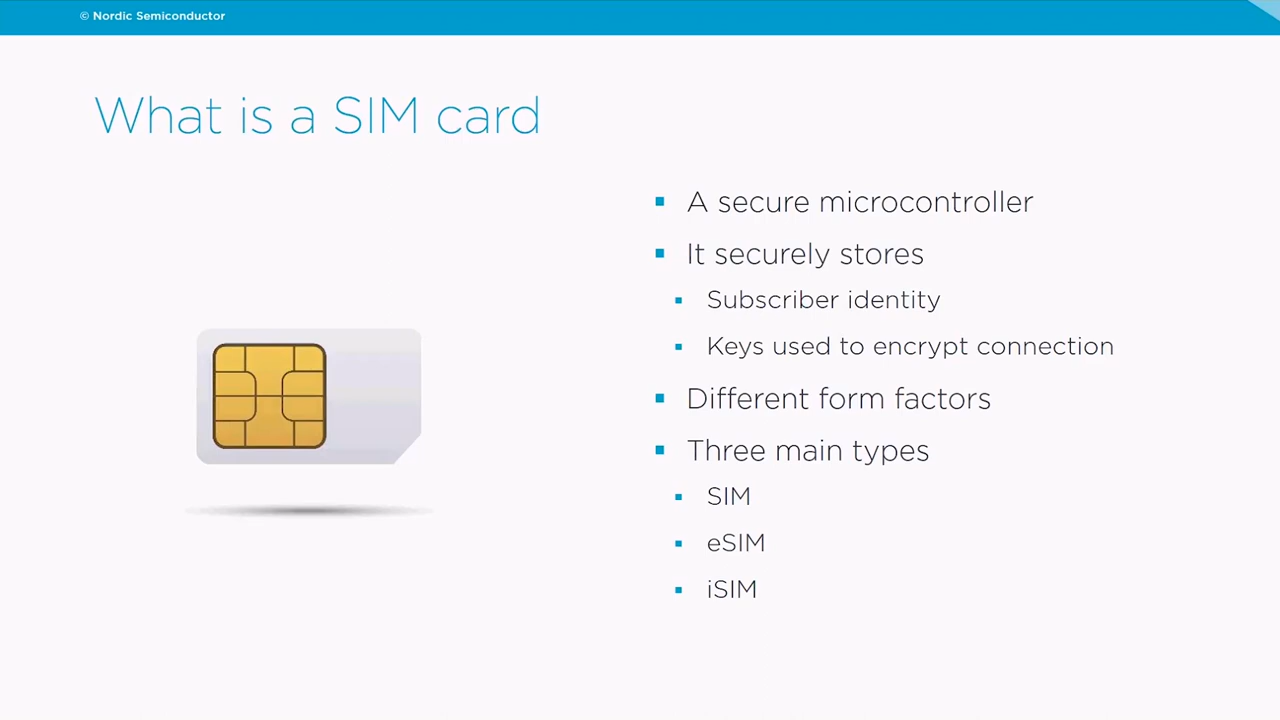 © Nordic Semiconductor
What is a SIM card
A secure microcontroller
It securely stores
Subscriber identity
Keys used to encrypt connection
Different form factors
Three main types
SIM
eSIM
iSIM